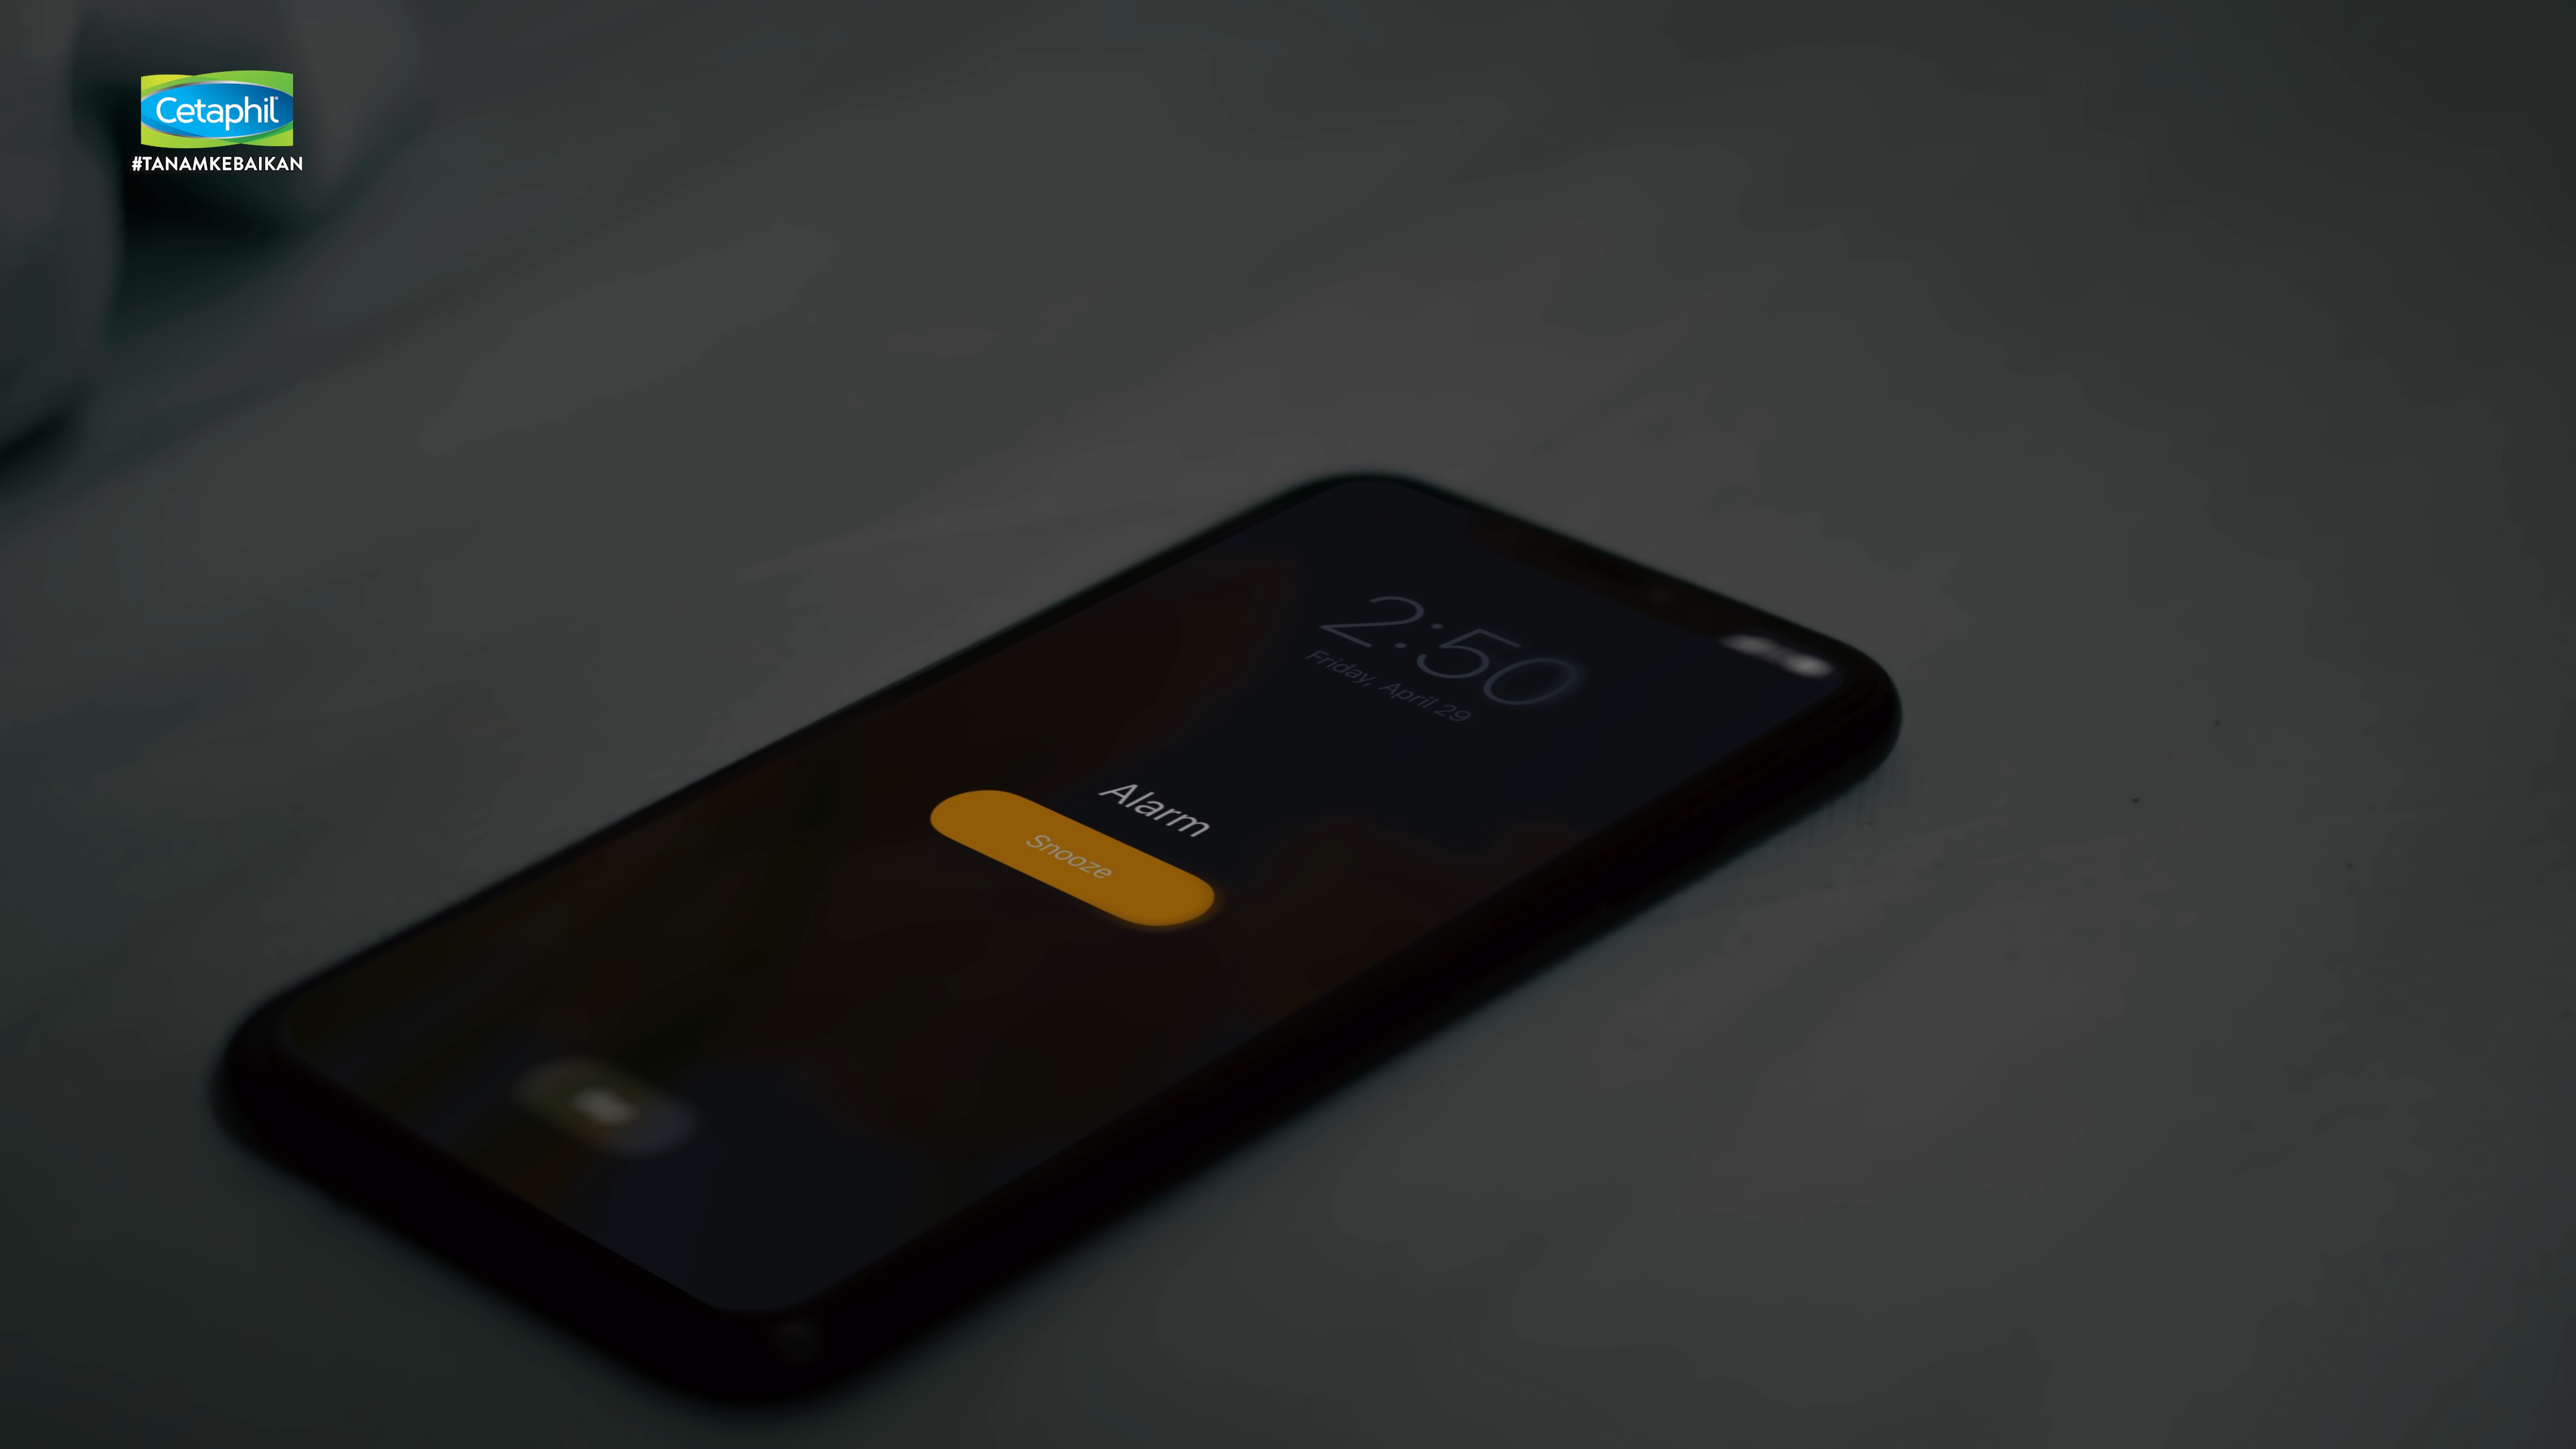 Cetaphil
#TANAMKEBAIKAN
2:50
Friday, April 29
Alarm
Snooze